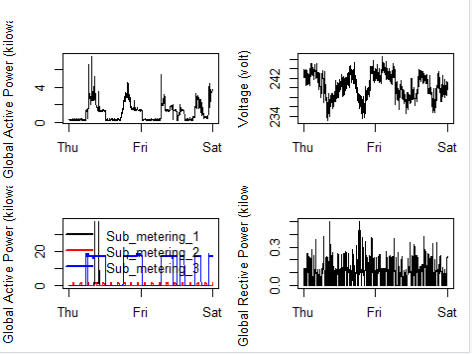 Global Active Power (kilowa
4
0
Thu
Fri
Sat
Voltage (volt)
242
234
Thu
Fri
Sat
Global Active Power (kilowa
20
0
Sub_metering_1
Sub_metering_2
Sub_metering_3
Thu
Fri
Sat
Global Rective Power (kilow
0.3
0.0
Thu
Fri
Sat